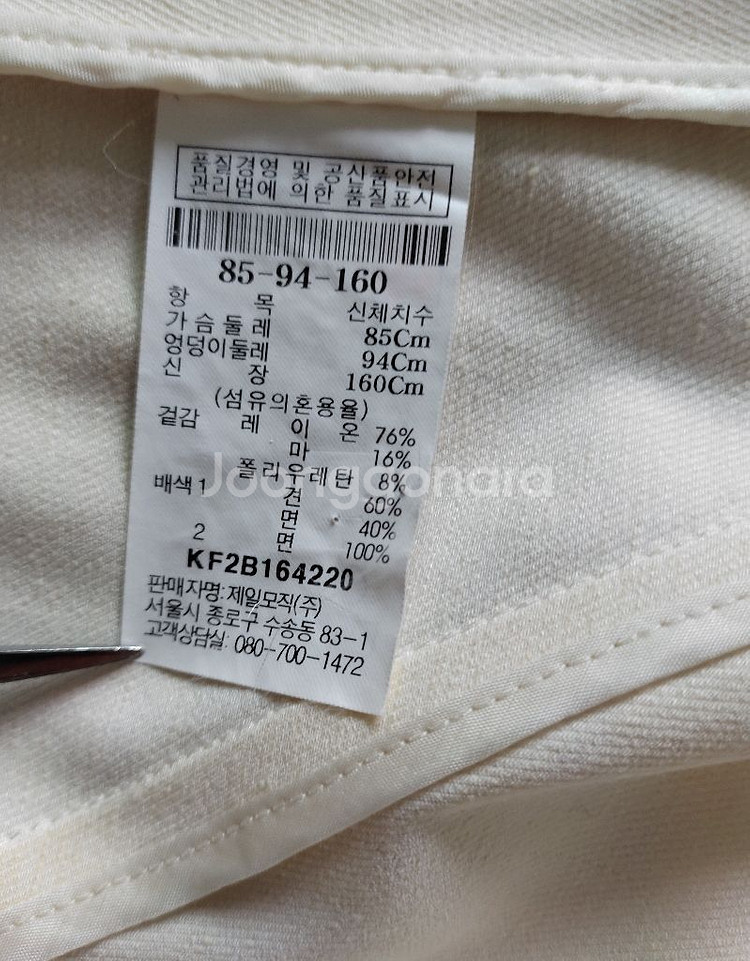 품질경영 및 공산품안전
관리법에 의한 품질표시
85-94-160
항 목 신체치수
가슴둘레 85Cm
엉덩이둘레 94Cm
신 장 160Cm
(섬유의혼용율)
겉감 레 이 온 76%
마 16%
폴리우레탄 8%
배색1 견 60%
면 40%
2 면 100%
KF2B164220
판매자명: 제일모직(주)
서울시 종로구 수송동 83-1
고객상담실: 080-700-1472
Joongonara